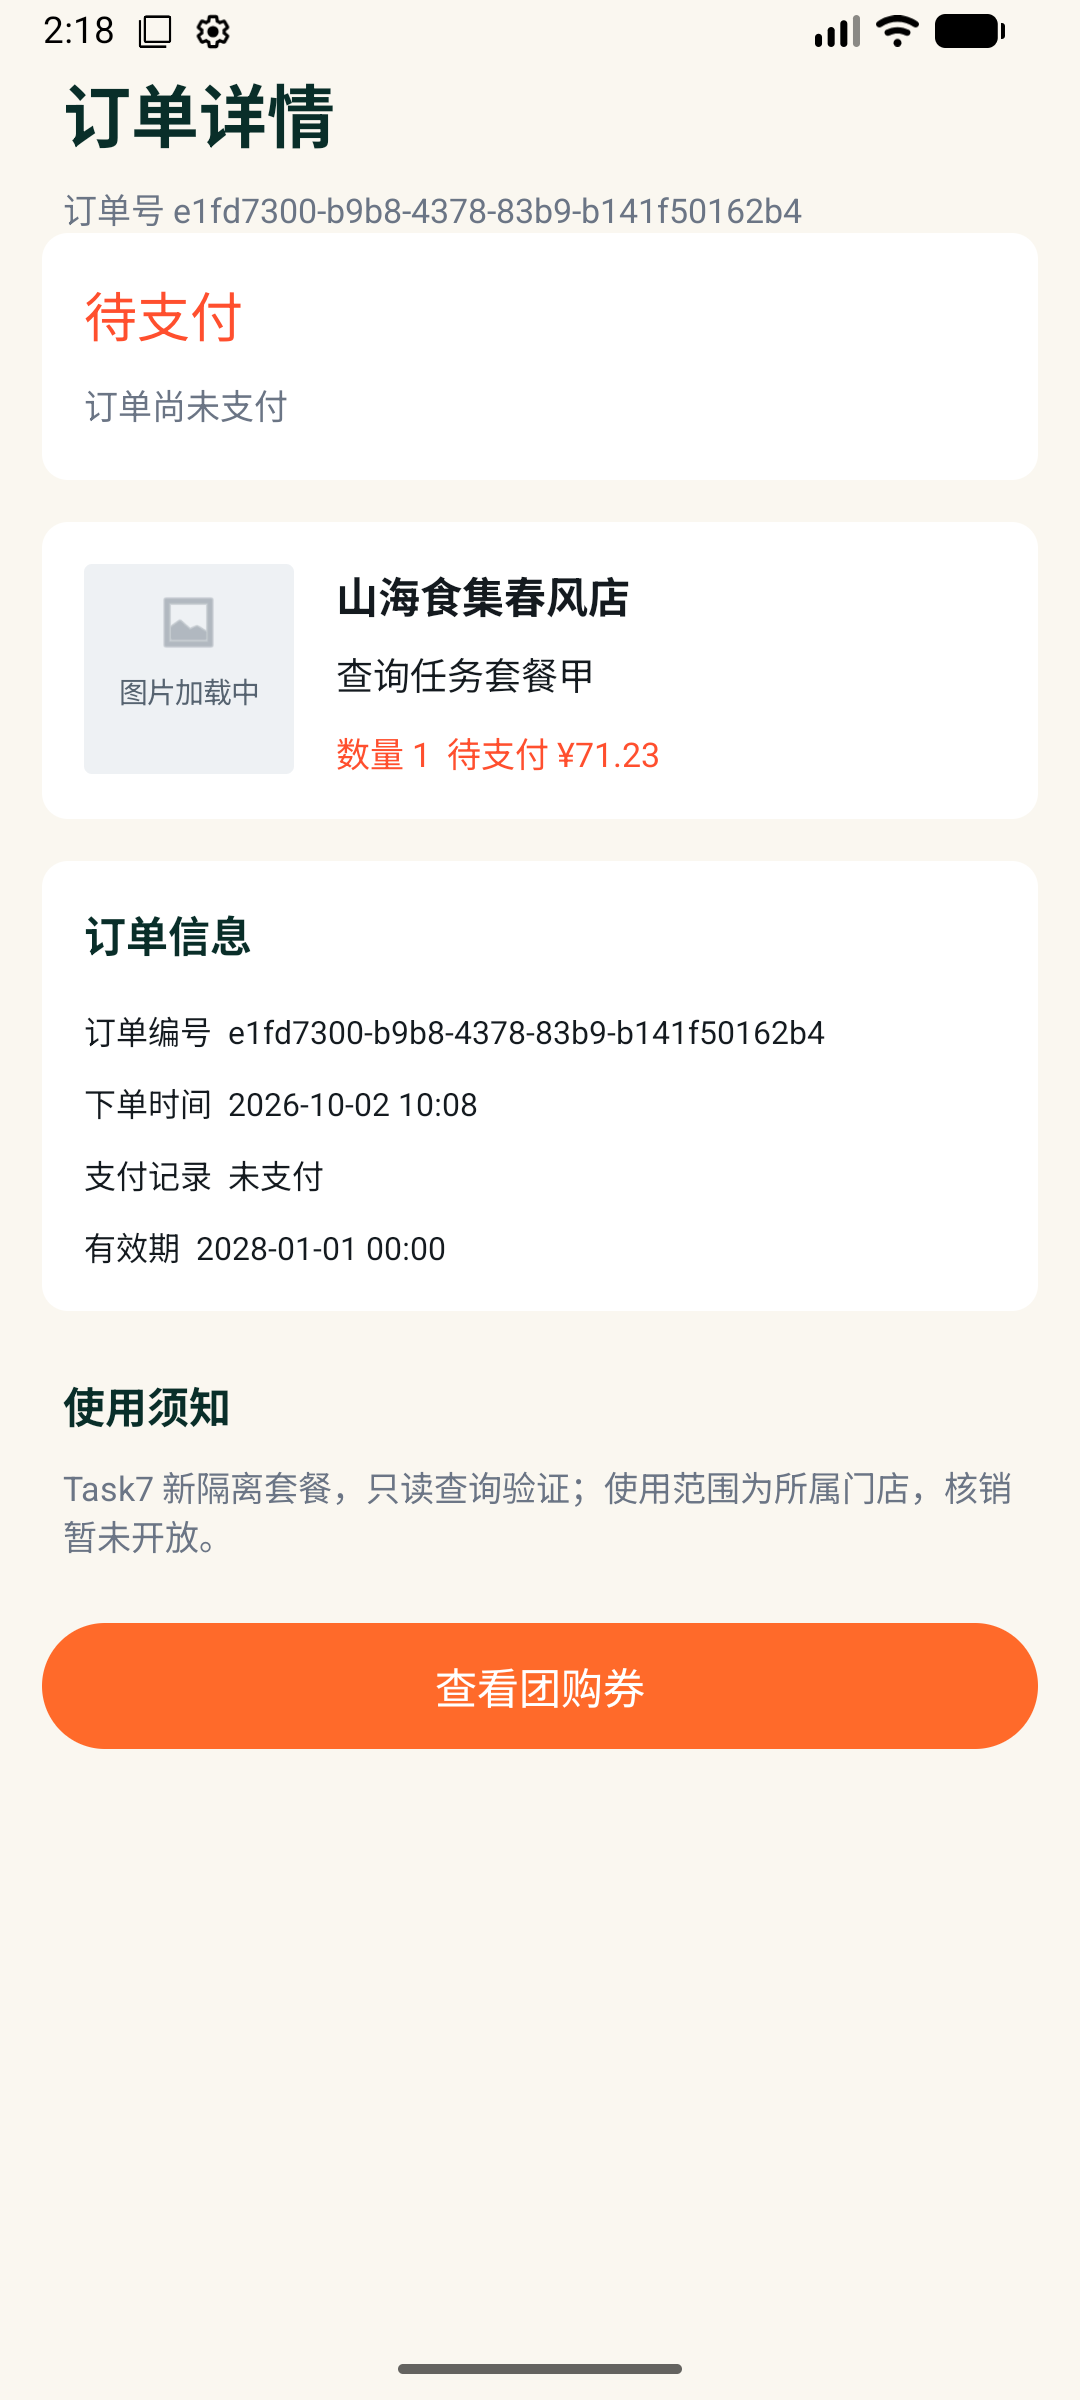 2:18
订单详情
订单号 e1fd7300-b9b8-4378-83b9-b141f50162b4
待支付
订单尚未支付
图片加载中
山海食集春风店
查询任务套餐甲
数量 1 待支付 ¥71.23
订单信息
订单编号 e1fd7300-b9b8-4378-83b9-b141f50162b4
下单时间 2026-10-02 10:08
支付记录 未支付
有效期 2028-01-01 00:00
使用须知
Task7 新隔离套餐，只读查询验证；使用范围为所属门店，核销
暂未开放。
查看团购券